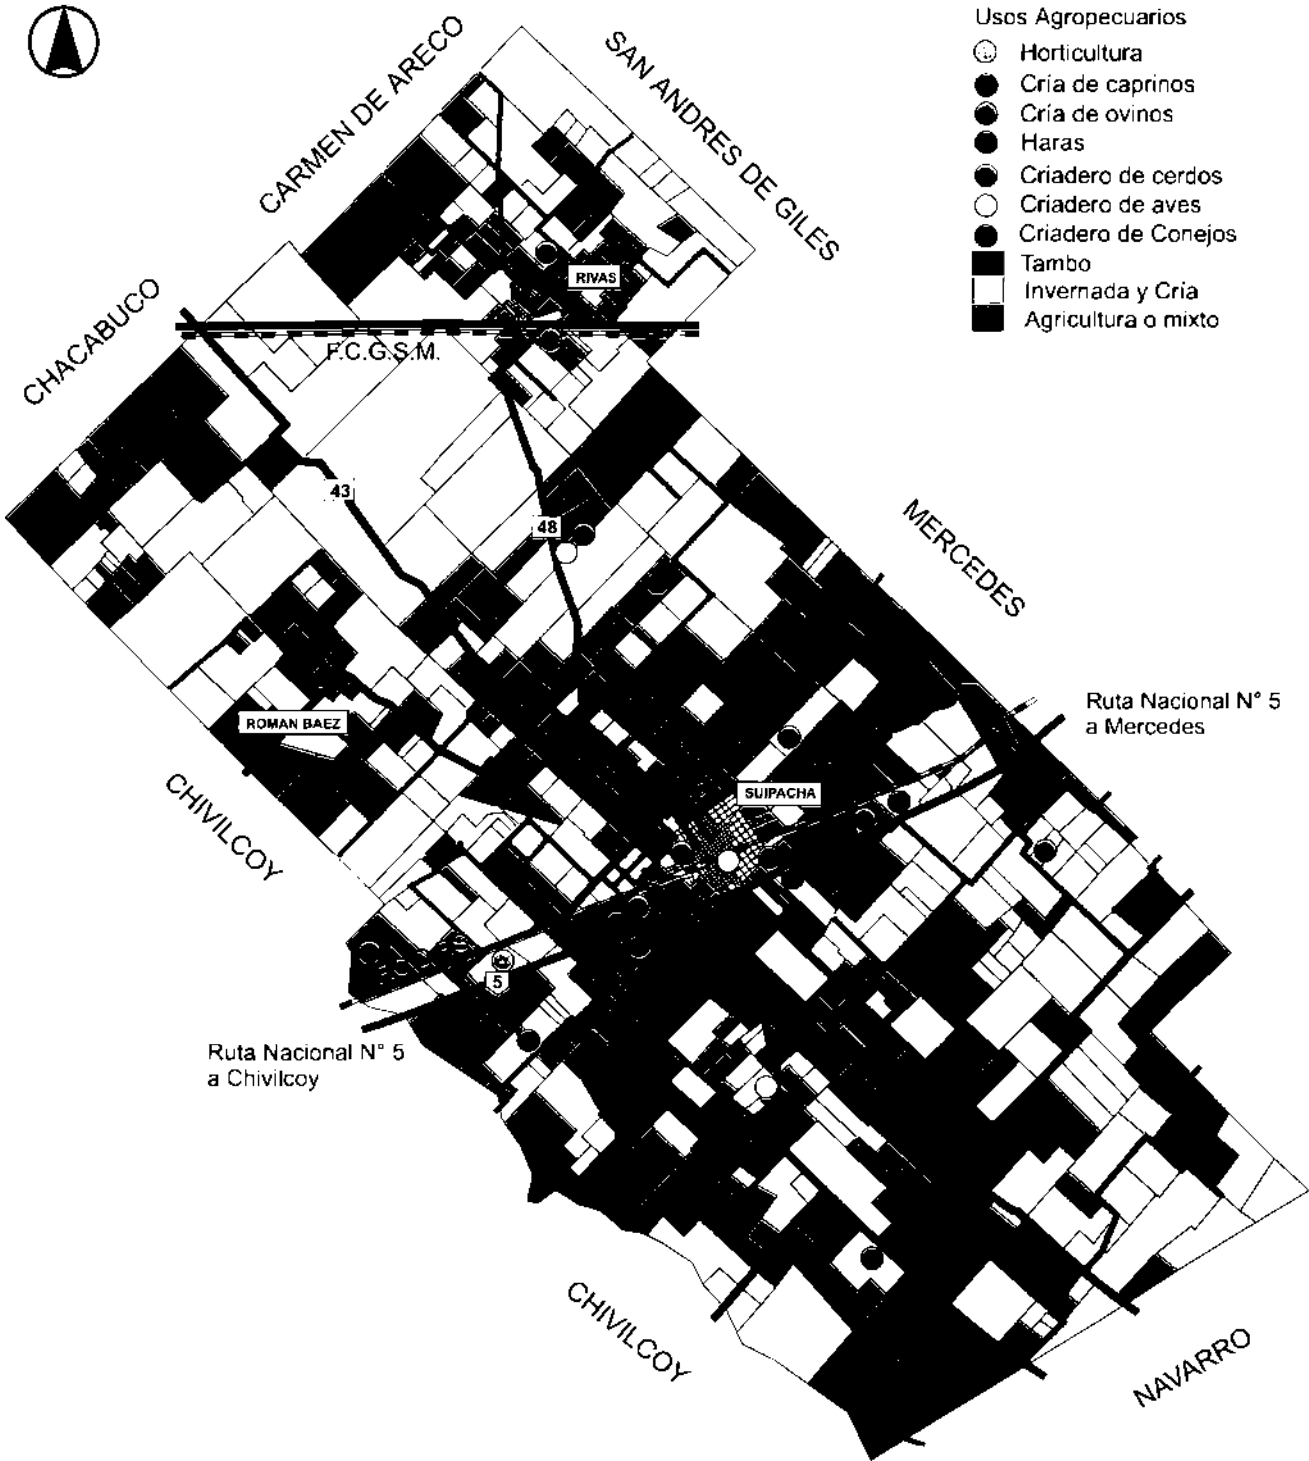 Usos Agropecuarios
Horticultura
Cría de caprinos
Cría de ovinos
Haras
Criadero de cerdos
Criadero de aves
Criadero de Conejos
Tambo
Invernada y Cría
Agricultura o mixto
CARMEN DE ARECO
SAN ANDRES DE GILES
RIVAS
CHACABUCO
F.C.G.S.M.
43
48
MERCEDES
Ruta Nacional N° 5
a Mercedes
ROMAN BAEZ
SUIPACHA
CHIVILCOY
5
Ruta Nacional N° 5
a Chivilcoy
CHIVILCOY
NAVARRO